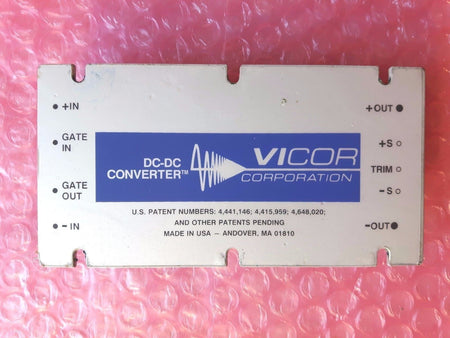 +IN
GATE
IN
GATE
OUT
- IN
DC-DC
CONVERTER™
VICOR
CORPORATION
+OUT
+S
TRIM
-S
-OUT
U.S. PATENT NUMBERS: 4,441,146; 4,415,959; 4,648,020;
AND OTHER PATENTS PENDING
MADE IN USA – ANDOVER, MA 01810